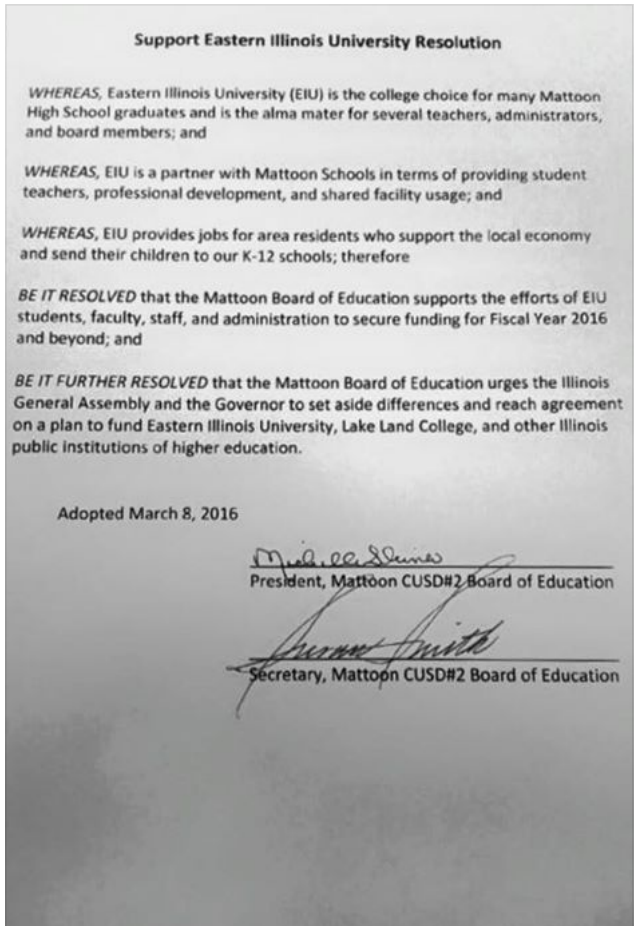 Support Eastern Illinois University Resolution
WHEREAS, Eastern Illinois University (EIU) is the college choice for many Mattoon
High School graduates and is the alma mater for several teachers, administrators,
and board members; and
WHEREAS, EIU is a partner with Mattoon Schools in terms of providing student
teachers, professional development, and shared facility usage; and
WHEREAS, EIU provides jobs for area residents who support the local economy
and send their children to our K-12 schools; therefore
BE IT RESOLVED that the Mattoon Board of Education supports the efforts of EIU
students, faculty, staff, and administration to secure funding for Fiscal Year 2016
and beyond; and
BE IT FURTHER RESOLVED that the Mattoon Board of Education urges the Illinois
General Assembly and the Governor to set aside differences and reach agreement
on a plan to fund Eastern Illinois University, Lake Land College, and other Illinois
public institutions of higher education.
Adopted March 8, 2016
Michelle
President, Mattoon CUSD#2 Board of Education
Smith
Secretary, Mattoon CUSD#2 Board of Education